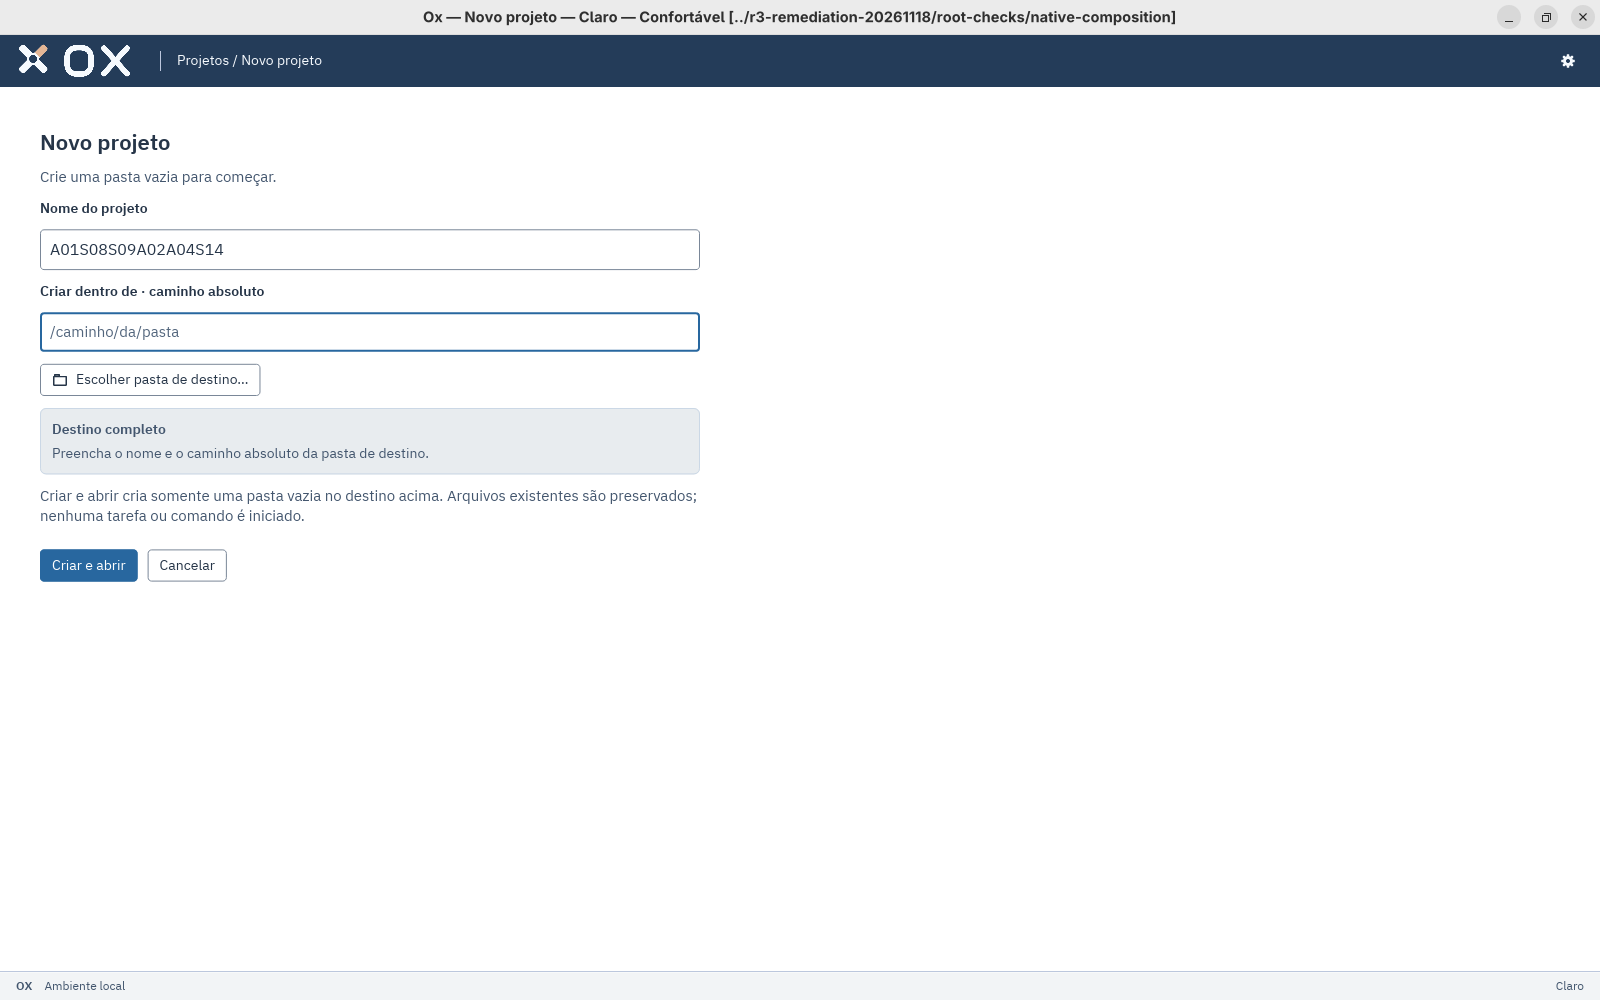 Ox — Novo projeto — Claro — Confortável [../r3-remediation-20261118/root-checks/native-composition]
OX
Projetos / Novo projeto
Novo projeto
Crie uma pasta vazia para começar.
Nome do projeto
A01S08S09A02A04S14
Criar dentro de · caminho absoluto
/caminho/da/pasta
Escolher pasta de destino...
Destino completo
Preencha o nome e o caminho absoluto da pasta de destino.
Criar e abrir cria somente uma pasta vazia no destino acima. Arquivos existentes são preservados;
nenhuma tarefa ou comando é iniciado.
Criar e abrir
Cancelar
OX Ambiente local
Claro